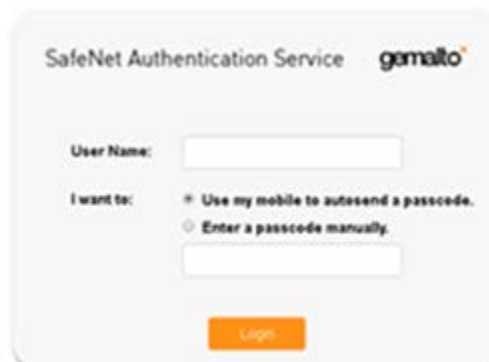 SafeNet Authentication Service gemalto
User Name:
I want to: Use my mobile to autosend a passcode.
Enter a passcode manually.
Login